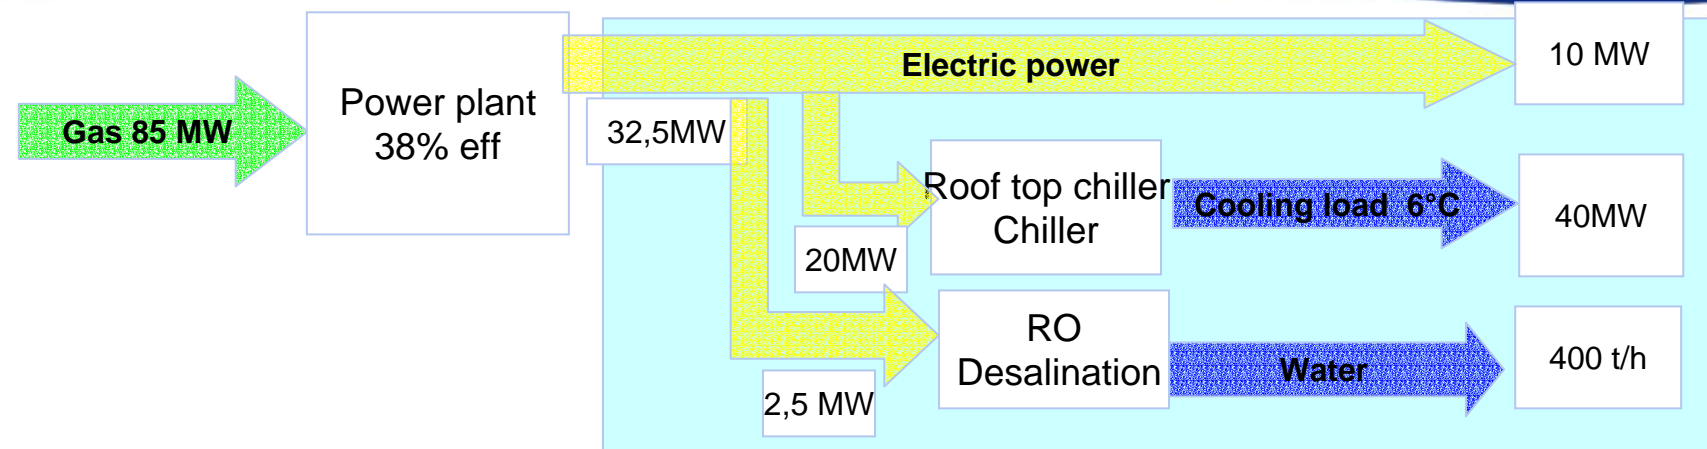 Gas 85 MW
Power plant
38% eff
32,5MW
Electric power
10 MW
Roof top chiller
Chiller
20MW
Cooling load 6°C
40MW
RO
Desalination
2,5 MW
Water
400 t/h